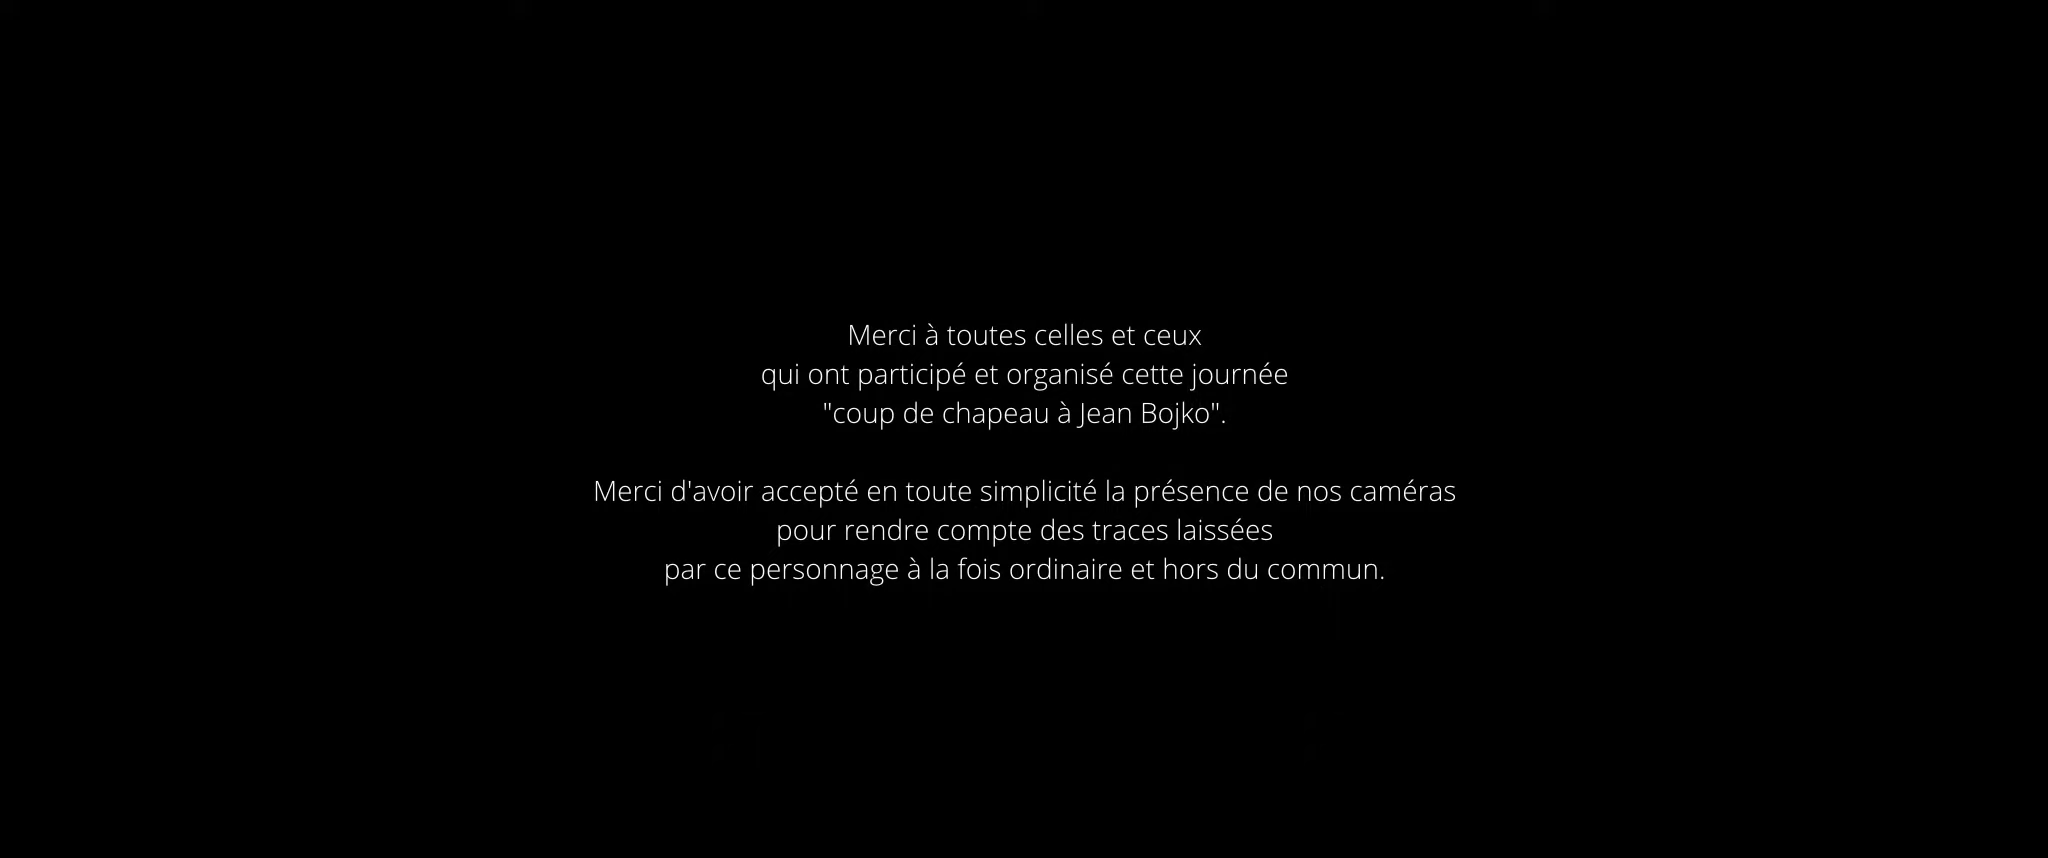 Merci à toutes celles et ceux
qui ont participé et organisé cette journée
"coup de chapeau à Jean Bojko".
Merci d'avoir accepté en toute simplicité la présence de nos caméras
pour rendre compte des traces laissées
par ce personnage à la fois ordinaire et hors du commun.